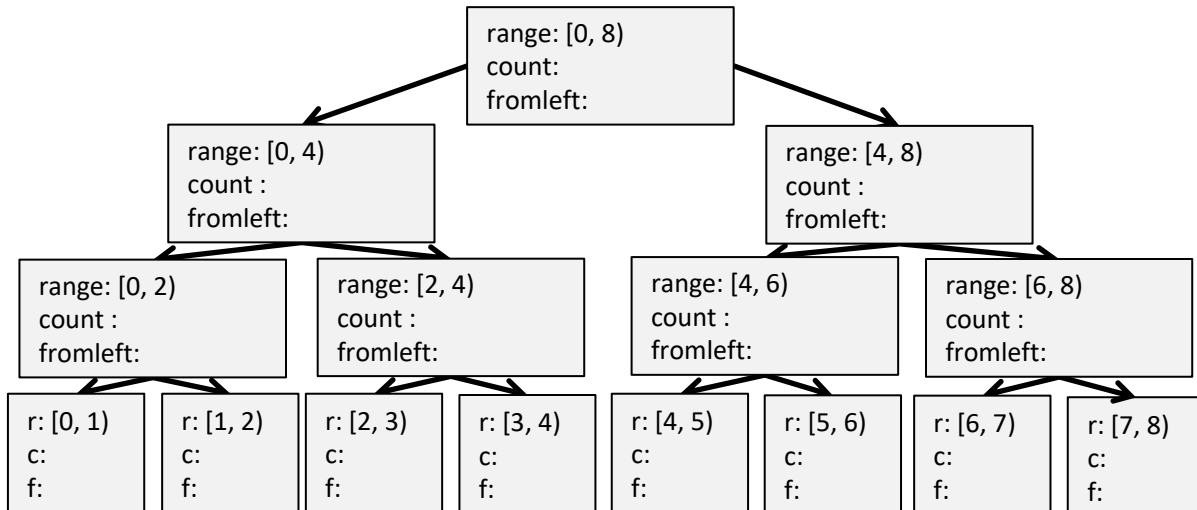 range: [0, 8)
count:
fromleft:
range: [0, 4)
count :
fromleft:
range: [4, 8)
count :
fromleft:
range: [0, 2)
count :
fromleft:
range: [2, 4)
count :
fromleft:
range: [4, 6)
count :
fromleft:
range: [6, 8)
count :
fromleft:
r: [0, 1)
c:
f:
r: [1, 2)
c:
f:
r: [2, 3)
c:
f:
r: [3, 4)
c:
f:
r: [4, 5)
c:
f:
r: [5, 6)
c:
f:
r: [6, 7)
c:
f:
r: [7, 8)
c:
f: